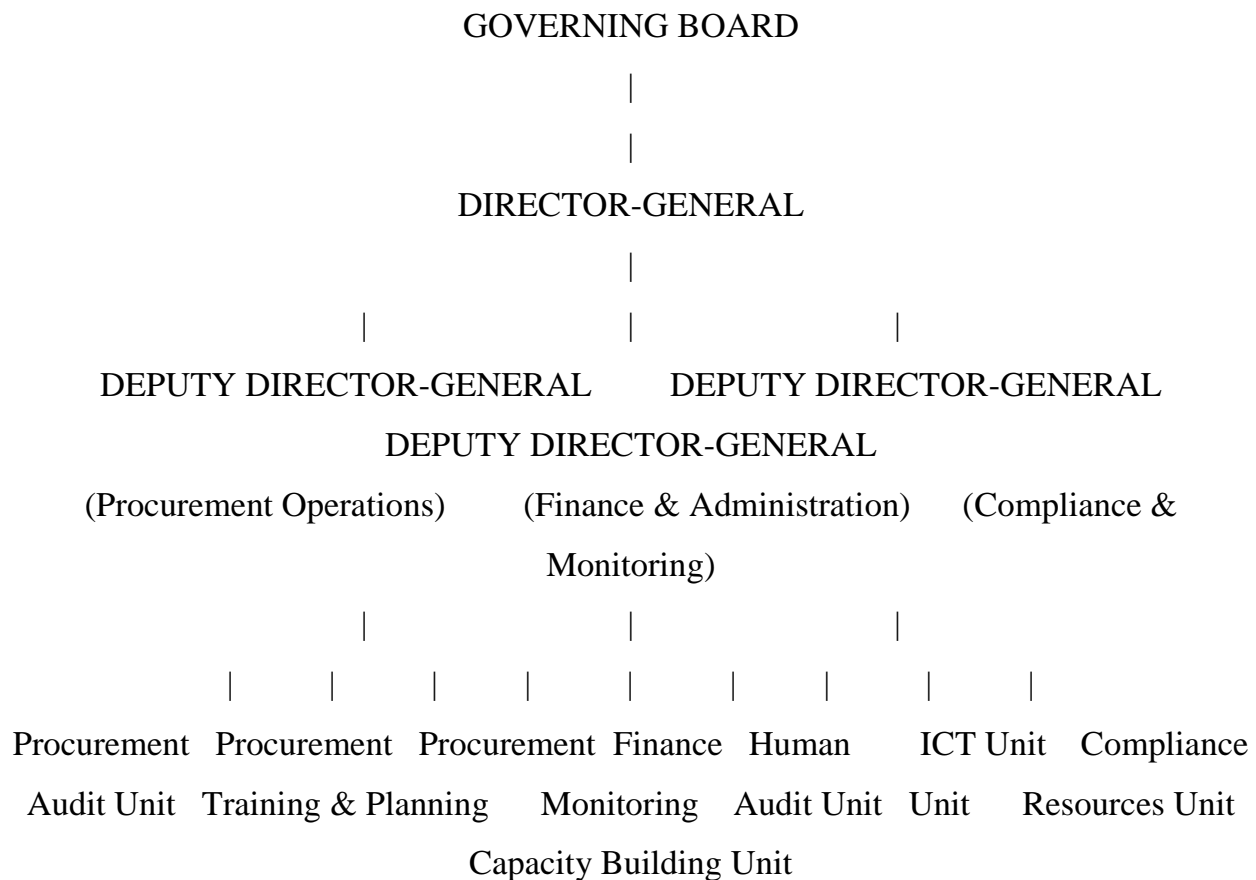 GOVERNING BOARD
|
|
DIRECTOR-GENERAL
|
| | |
DEPUTY DIRECTOR-GENERAL DEPUTY DIRECTOR-GENERAL
DEPUTY DIRECTOR-GENERAL
(Procurement Operations) (Finance & Administration) (Compliance &
Monitoring)
| | |
| | | | | | | | |
Procurement Procurement Procurement Finance Human ICT Unit Compliance
Audit Unit Training & Planning Monitoring Audit Unit Unit Resources Unit
Capacity Building Unit